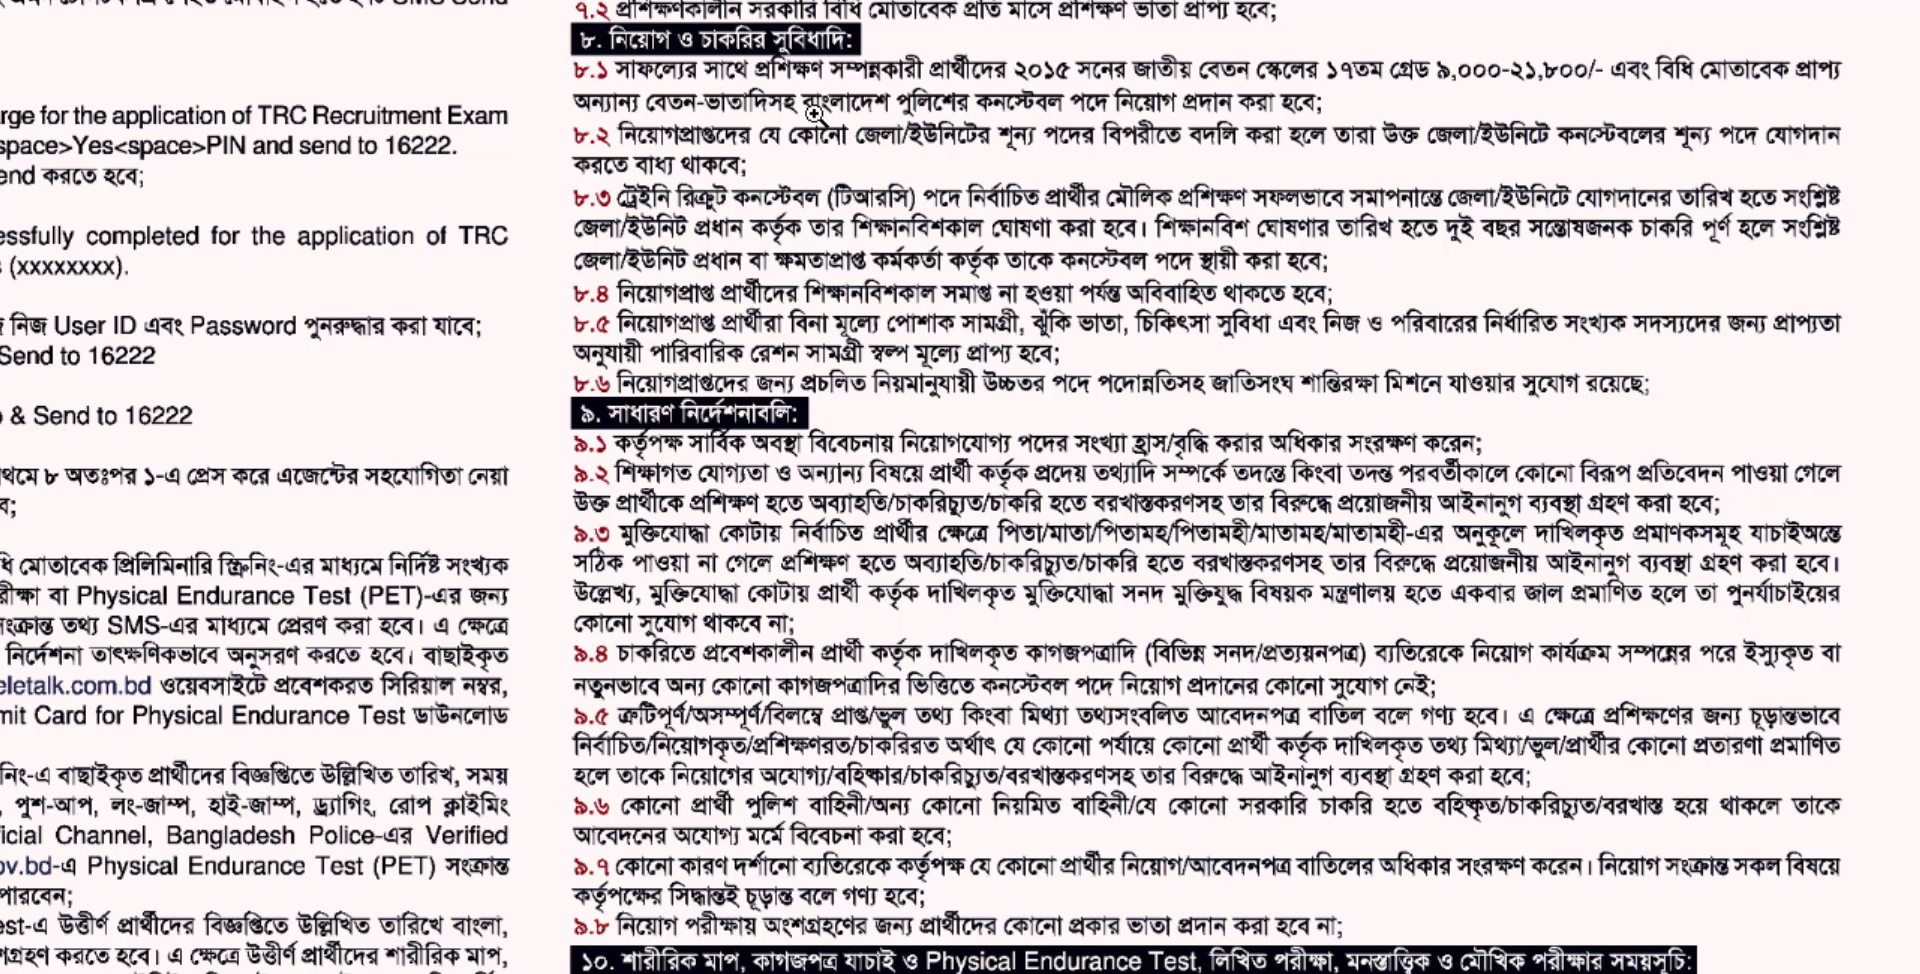 arge for the application of TRC Recruitment Exam
space>Yes<space>PIN and send to 16222.
end করতে হবে;
essfully completed for the application of TRC
(xxxxxxxx).
নিজ User ID এবং Password পুনরুদ্ধার করা যাবে;
Send to 16222
& Send to 16222
থমে ৮ অতঃপর ১-এ প্রেস করে এজেন্টের সহযোগিতা নেয়া
ব;
ধি মোতাবেক প্রিলিমিনারি স্ক্রিনিং-এর মাধ্যমে নির্দিষ্ট সংখ্যক
রীক্ষা বা Physical Endurance Test (PET)-এর জন্য
সংক্রান্ত তথ্য SMS-এর মাধ্যমে প্রেরণ করা হবে। এ ক্ষেত্রে
নির্দেশনা তাৎক্ষণিকভাবে অনুসরণ করতে হবে। বাছাইকৃত
eletalk.com.bd ওয়েবসাইটে প্রবেশকরত সিরিয়াল নম্বর,
mit Card for Physical Endurance Test ডাউনলোড
নিং-এ বাছাইকৃত প্রার্থীদের বিজ্ঞপ্তিতে উল্লিখিত তারিখ, সময়
, পুশ-আপ, লং-জাম্প, হাই-জাম্প, ড্র্যাগিং, রোপ ক্লাইমিং
ficial Channel, Bangladesh Police-এর Verified
ov.bd-এ Physical Endurance Test (PET) সংক্রান্ত
পারবেন;
est-এ উত্তীর্ণ প্রার্থীদের বিজ্ঞপ্তিতে উল্লিখিত তারিখে বাংলা,
শগ্রহণ করতে হবে। এ ক্ষেত্রে উত্তীর্ণ প্রার্থীদের শারীরিক মাপ,
৭.২ প্রশিক্ষণকালীন সরকারি বিধি মোতাবেক প্রতি মাসে প্রশিক্ষণ ভাতা প্রাপ্য হবে;
৮. নিয়োগ ও চাকরির সুবিধাদি:
৮.১ সাফল্যের সাথে প্রশিক্ষণ সম্পন্নকারী প্রার্থীদের ২০১৫ সনের জাতীয় বেতন স্কেলের ১৭তম গ্রেড ৯,০০০-২১,৮০০/- এবং বিধি মোতাবেক প্রাপ্য
অন্যান্য বেতন-ভাতাদিসহ বাংলাদেশ পুলিশের কনস্টেবল পদে নিয়োগ প্রদান করা হবে;
৮.২ নিয়োগপ্রাপ্তদের যে কোনো জেলা/ইউনিটের শূন্য পদের বিপরীতে বদলি করা হলে তারা উক্ত জেলা/ইউনিটে কনস্টেবলের শূন্য পদে যোগদান
করতে বাধ্য থাকবে;
৮.৩ ট্রেইনি রিক্রুট কনস্টেবল (টিআরসি) পদে নির্বাচিত প্রার্থীর মৌলিক প্রশিক্ষণ সফলভাবে সমাপনান্তে জেলা/ইউনিটে যোগদানের তারিখ হতে সংশ্লিষ্ট
জেলা/ইউনিট প্রধান কর্তৃক তার শিক্ষানবিশকাল ঘোষণা করা হবে। শিক্ষানবিশ ঘোষণার তারিখ হতে দুই বছর সন্তোষজনক চাকরি পূর্ণ হলে সংশ্লিষ্ট
জেলা/ইউনিট প্রধান বা ক্ষমতাপ্রাপ্ত কর্মকর্তা কর্তৃক তাকে কনস্টেবল পদে স্থায়ী করা হবে;
৮.৪ নিয়োগপ্রাপ্ত প্রার্থীদের শিক্ষানবিশকাল সমাপ্ত না হওয়া পর্যন্ত অবিবাহিত থাকতে হবে;
৮.৫ নিয়োগপ্রাপ্ত প্রার্থীরা বিনা মূল্যে পোশাক সামগ্রী, ঝুঁকি ভাতা, চিকিৎসা সুবিধা এবং নিজ ও পরিবারের নির্ধারিত সংখ্যক সদস্যদের জন্য প্রাপ্যতা
অনুযায়ী পারিবারিক রেশন সামগ্রী স্বল্প মূল্যে প্রাপ্য হবে;
৮.৬ নিয়োগপ্রাপ্তদের জন্য প্রচলিত নিয়মানুযায়ী উচ্চতর পদে পদোন্নতিসহ জাতিসংঘ শান্তিরক্ষা মিশনে যাওয়ার সুযোগ রয়েছে;
৯. সাধারণ নির্দেশনাবলি:
৯.১ কর্তৃপক্ষ সার্বিক অবস্থা বিবেচনায় নিয়োগযোগ্য পদের সংখ্যা হ্রাস/বৃদ্ধি করার অধিকার সংরক্ষণ করেন;
৯.২ শিক্ষাগত যোগ্যতা ও অন্যান্য বিষয়ে প্রার্থী কর্তৃক প্রদেয় তথ্যাদি সম্পর্কে তদন্তে কিংবা তদন্ত পরবর্তীকালে কোনো বিরূপ প্রতিবেদন পাওয়া গেলে
উক্ত প্রার্থীকে প্রশিক্ষণ হতে অব্যাহতি/চাকরিচ্যুত/চাকরি হতে বরখাস্তকরণসহ তার বিরুদ্ধে প্রয়োজনীয় আইনানুগ ব্যবস্থা গ্রহণ করা হবে;
৯.৩ মুক্তিযোদ্ধা কোটায় নির্বাচিত প্রার্থীর ক্ষেত্রে পিতা/মাতা/পিতামহ/পিতামহী/মাতামহ/মাতামহী-এর অনুকূলে দাখিলকৃত প্রমাণকসমূহ যাচাইঅন্তে
সঠিক পাওয়া না গেলে প্রশিক্ষণ হতে অব্যাহতি/চাকরিচ্যুত/চাকরি হতে বরখাস্তকরণসহ তার বিরুদ্ধে প্রয়োজনীয় আইনানুগ ব্যবস্থা গ্রহণ করা হবে।
উল্লেখ্য, মুক্তিযোদ্ধা কোটায় প্রার্থী কর্তৃক দাখিলকৃত মুক্তিযোদ্ধা সনদ মুক্তিযুদ্ধ বিষয়ক মন্ত্রণালয় হতে একবার জাল প্রমাণিত হলে তা পুনর্যাচাইয়ের
কোনো সুযোগ থাকবে না;
৯.৪ চাকরিতে প্রবেশকালীন প্রার্থী কর্তৃক দাখিলকৃত কাগজপত্রাদি (বিভিন্ন সনদ/প্রত্যয়নপত্র) ব্যতিরেকে নিয়োগ কার্যক্রম সম্পন্নের পরে ইস্যুকৃত বা
নতুনভাবে অন্য কোনো কাগজপত্রাদির ভিত্তিতে কনস্টেবল পদে নিয়োগ প্রদানের কোনো সুযোগ নেই;
৯.৫ ত্রুটিপূর্ণ/অসম্পূর্ণ/বিলম্বে প্রাপ্ত/ভুল তথ্য কিংবা মিথ্যা তথ্যসংবলিত আবেদনপত্র বাতিল বলে গণ্য হবে। এ ক্ষেত্রে প্রশিক্ষণের জন্য চূড়ান্তভাবে
নির্বাচিত/নিয়োগকৃত/প্রশিক্ষণরত/চাকরিরত অর্থাৎ যে কোনো পর্যায়ে কোনো প্রার্থী কর্তৃক দাখিলকৃত তথ্য মিথ্যা/ভুল/প্রার্থীর কোনো প্রতারণা প্রমাণিত
হলে তাকে নিয়োগের অযোগ্য/বহিষ্কার/চাকরিচ্যুত/বরখাস্তকরণসহ তার বিরুদ্ধে আইনানুগ ব্যবস্থা গ্রহণ করা হবে;
৯.৬ কোনো প্রার্থী পুলিশ বাহিনী/অন্য কোনো নিয়মিত বাহিনী/যে কোনো সরকারি চাকরি হতে বহিষ্কৃত/চাকরিচ্যুত/বরখাস্ত হয়ে থাকলে তাকে
আবেদনের অযোগ্য মর্মে বিবেচনা করা হবে;
৯.৭ কোনো কারণ দর্শানো ব্যতিরেকে কর্তৃপক্ষ যে কোনো প্রার্থীর নিয়োগ/আবেদনপত্র বাতিলের অধিকার সংরক্ষণ করেন। নিয়োগ সংক্রান্ত সকল বিষয়ে
কর্তৃপক্ষের সিদ্ধান্তই চূড়ান্ত বলে গণ্য হবে;
৯.৮ নিয়োগ পরীক্ষায় অংশগ্রহণের জন্য প্রার্থীদের কোনো প্রকার ভাতা প্রদান করা হবে না;
১০. শারীরিক মাপ, কাগজপত্র যাচাই ও Physical Endurance Test, লিখিত পরীক্ষা, মনস্তাত্ত্বিক ও মৌখিক পরীক্ষার সময়সূচি: